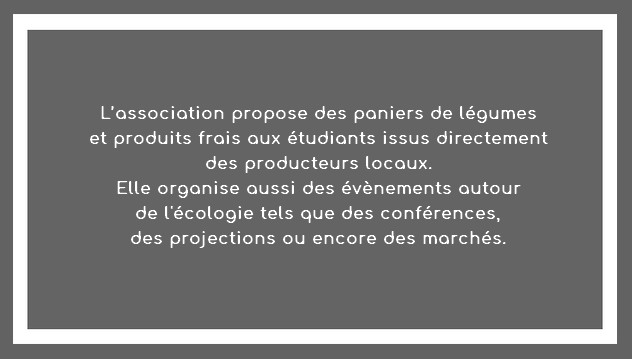 L'association propose des paniers de légumes
et produits frais aux étudiants issus directement
des producteurs locaux.
Elle organise aussi des évènements autour
de l'écologie tels que des conférences,
des projections ou encore des marchés.